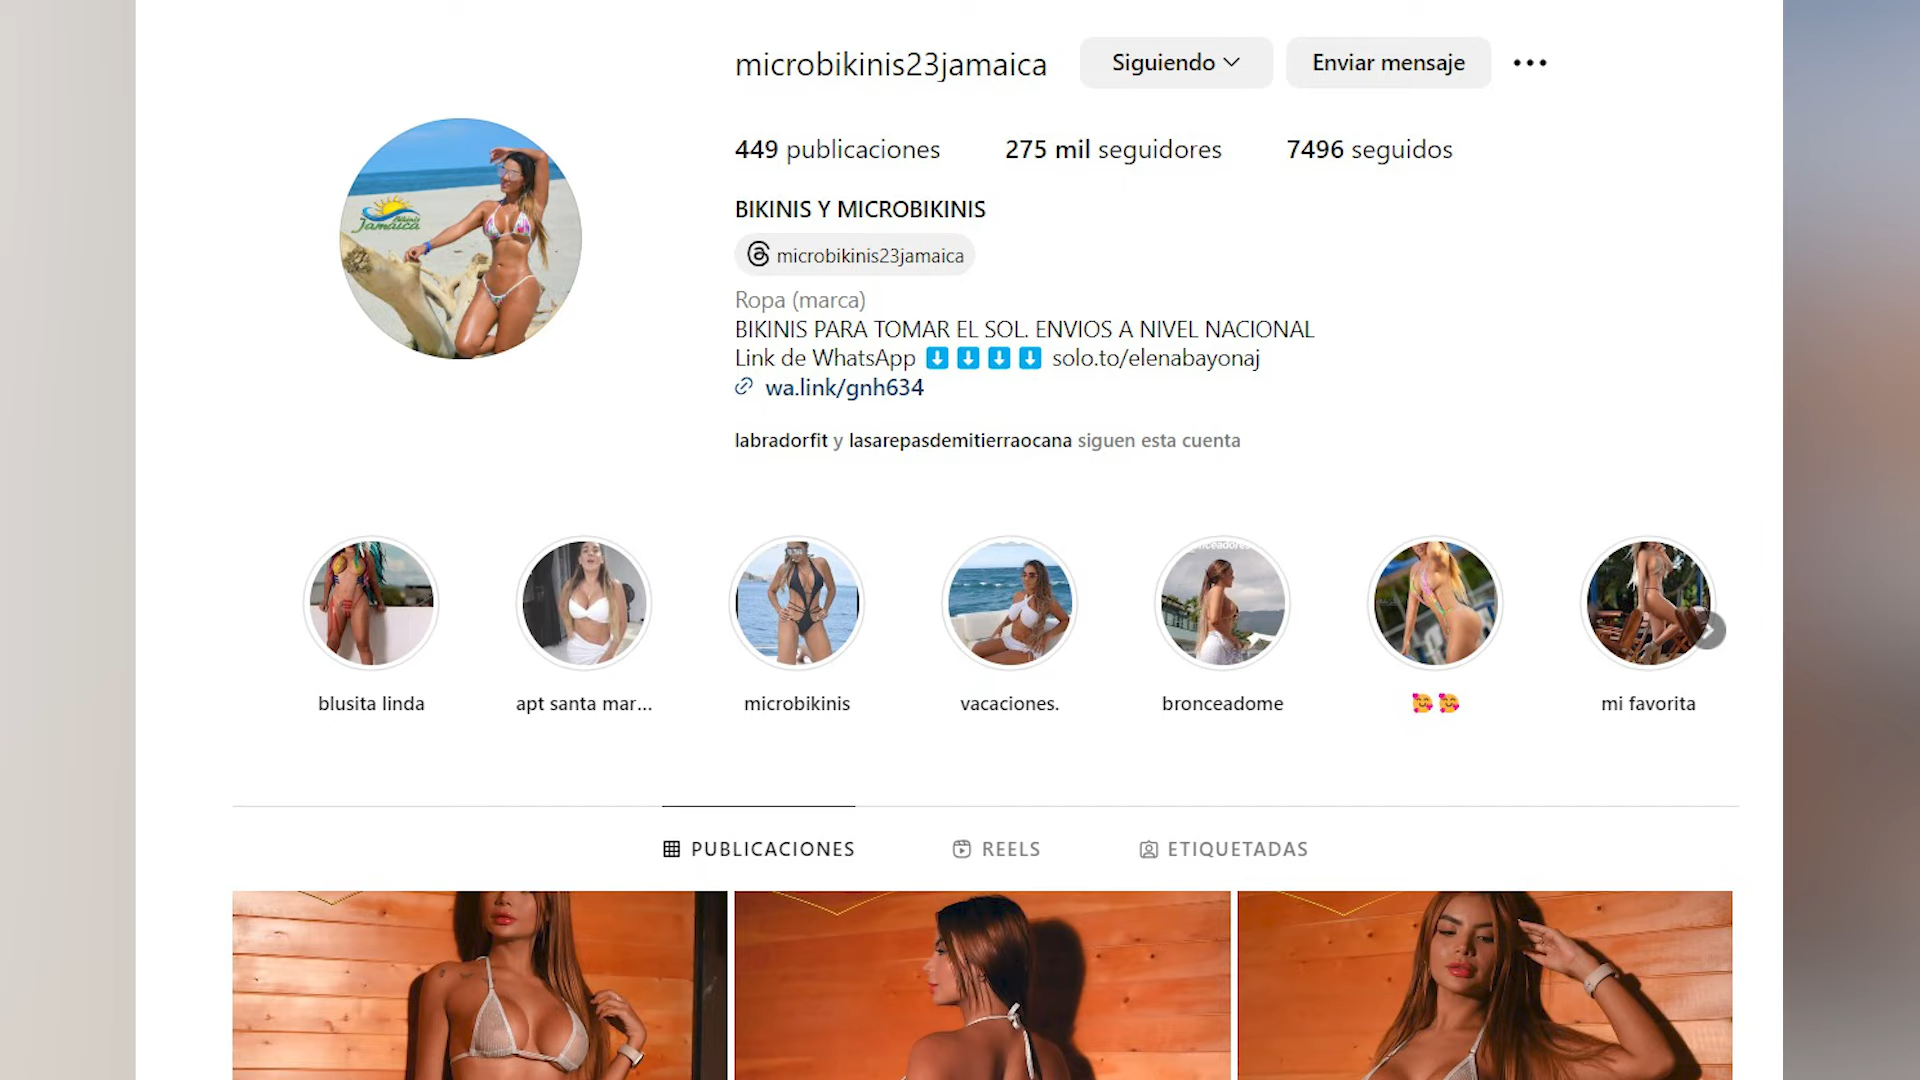 microbikinis23jamaica
Siguiendo
Enviar mensaje
449 publicaciones
275 mil seguidores
7496 seguidos
BIKINIS Y MICROBIKINIS
microbikinis23jamaica
Ropa (marca)
BIKINIS PARA TOMAR EL SOL. ENVIOS A NIVEL NACIONAL
Link de WhatsApp ⬇️ ⬇️ ⬇️ ⬇️ solo.to/elenabayonaj
wa.link/gnh634
labradorfit y lasarepasdemitierraocana siguen esta cuenta
Bikinis
Jamaica
blusita linda
apt santa mar...
microbikinis
vacaciones.
bronceadome
🥰 🥰
mi favorita
PUBLICACIONES
REELS
ETIQUETADAS